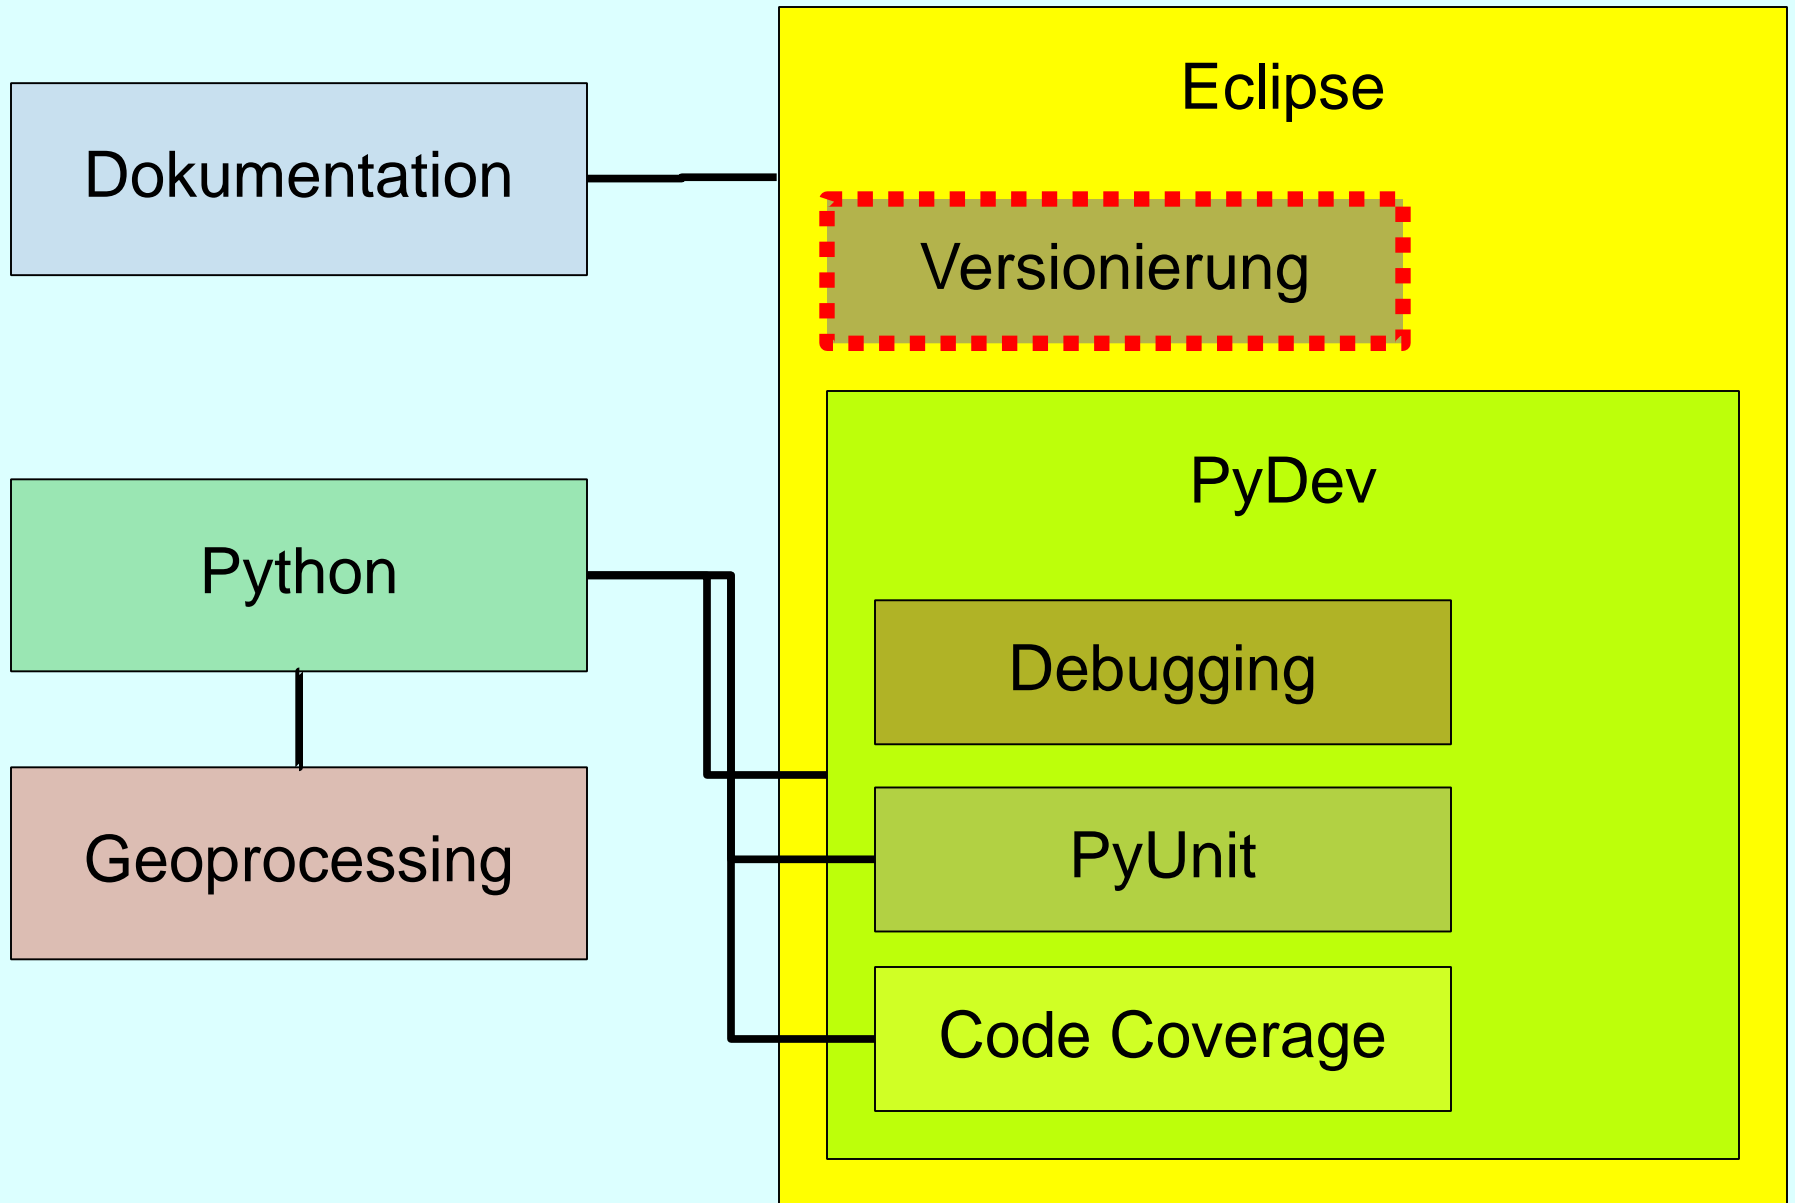 Eclipse
Dokumentation
Versionierung
PyDev
Python
Debugging
PyUnit
Geoprocessing
Code Coverage